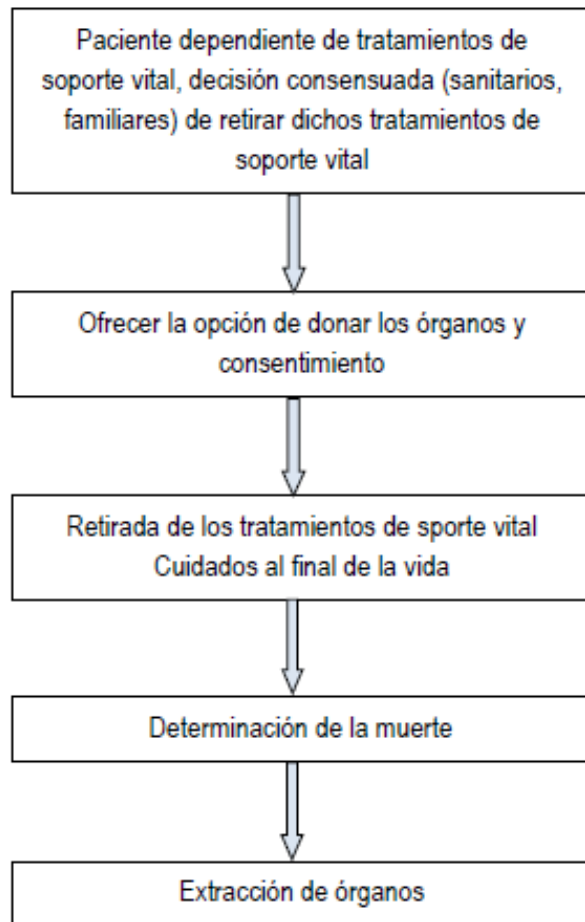 Paciente dependiente de tratamientos de
soporte vital, decisión consensuada (sanitarios,
familiares) de retirar dichos tratamientos de
soporte vital
Ofrecer la opción de donar los órganos y
consentimiento
Retirada de los tratamientos de sporte vital
Cuidados al final de la vida
Determinación de la muerte
Extracción de órganos